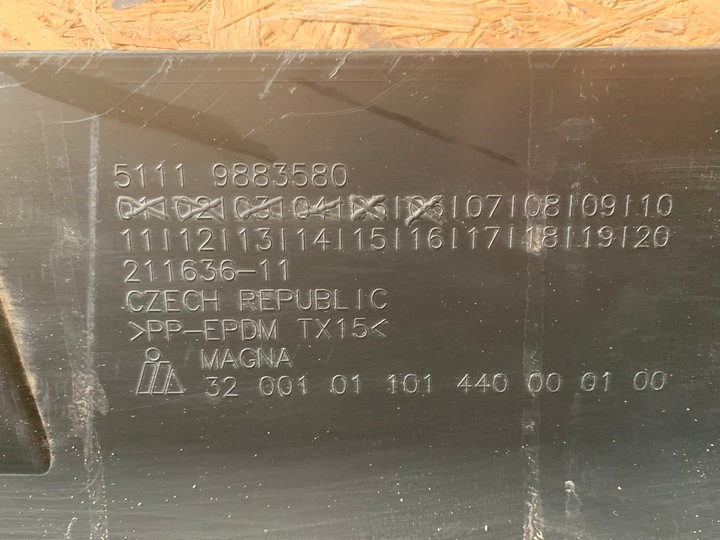 5111 9883580
01|02|03|04|05|06|07|08|09|10
11|12|13|14|15|16|17|18|19|20
211636-11
CZECH REPUBLIC
>PP-EPDM TX15<
MAGNA
32 001 01 101 440 00 01 00